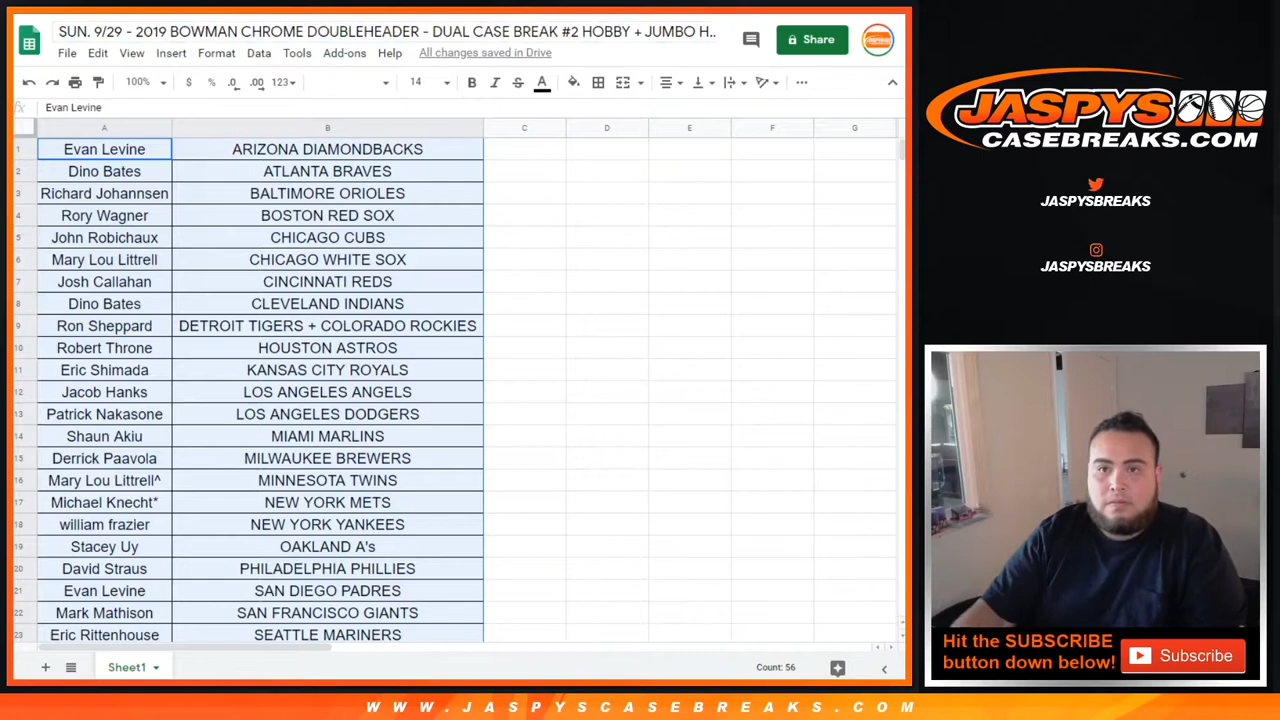 SUN. 9/29 - 2019 BOWMAN CHROME DOUBLEHEADER - DUAL CASE BREAK #2 HOBBY + JUMBO H..
Share
File Edit View Insert Format Data Tools Add-ons Help All changes saved in Drive
100% $ % .0 .00 123 14 B I S A
fx Evan Levine
A B C D E F G
1 Evan Levine ARIZONA DIAMONDBACKS
2 Dino Bates ATLANTA BRAVES
3 Richard Johannsen BALTIMORE ORIOLES
4 Rory Wagner BOSTON RED SOX
5 John Robichaux CHICAGO CUBS
6 Mary Lou Littrell CHICAGO WHITE SOX
7 Josh Callahan CINCINNATI REDS
8 Dino Bates CLEVELAND INDIANS
9 Ron Sheppard DETROIT TIGERS + COLORADO ROCKIES
10 Robert Throne HOUSTON ASTROS
11 Eric Shimada KANSAS CITY ROYALS
12 Jacob Hanks LOS ANGELES ANGELS
13 Patrick Nakasone LOS ANGELES DODGERS
14 Shaun Akiu MIAMI MARLINS
15 Derrick Paavola MILWAUKEE BREWERS
16 Mary Lou Littrell^ MINNESOTA TWINS
17 Michael Knecht* NEW YORK METS
18 william frazier NEW YORK YANKEES
19 Stacey Uy OAKLAND A's
20 David Straus PHILADELPHIA PHILLIES
21 Evan Levine SAN DIEGO PADRES
22 Mark Mathison SAN FRANCISCO GIANTS
23 Eric Rittenhouse SEATTLE MARINERS
Sheet1
Count: 56
JASPYS
CASEBREAKS.COM
JASPYSBREAKS
JASPYSBREAKS
Hit the SUBSCRIBE
button down below!
Subscribe
WWW.JASPYSCASEBREAKS.COM